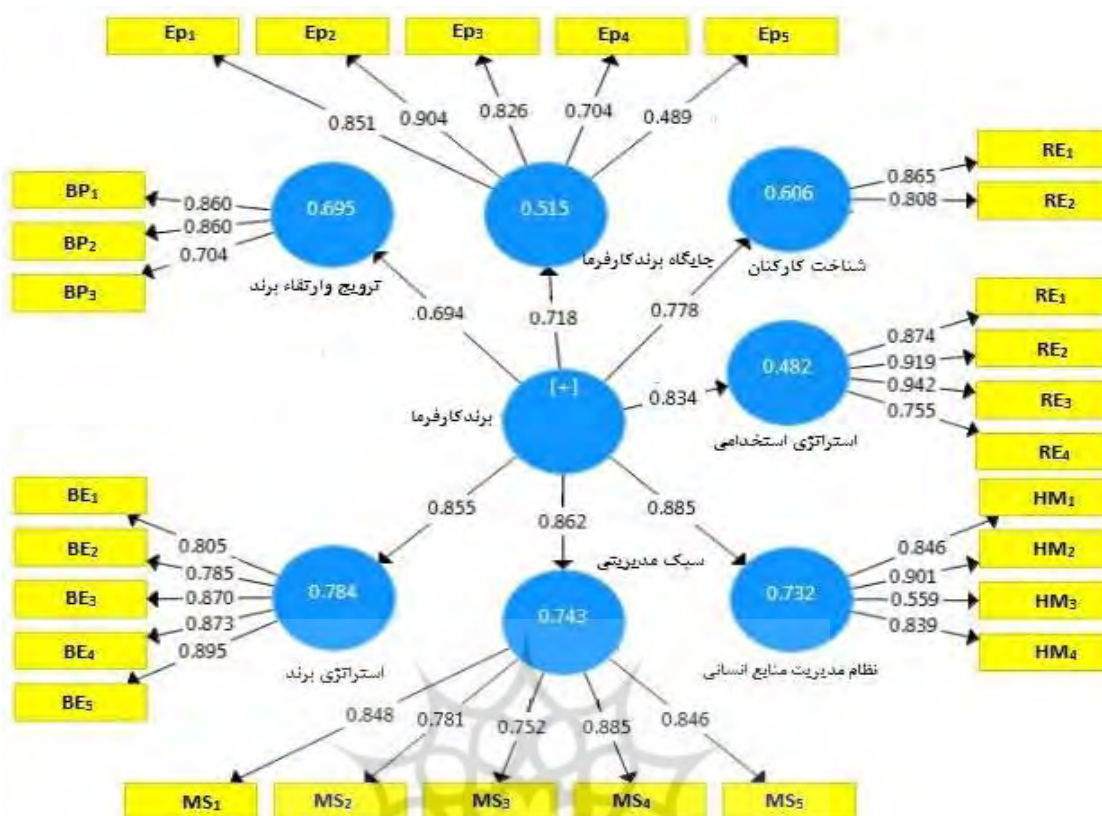 Ep1 Ep2 Ep3 Ep4 Ep5
0.851 0.904 0.826 0.704 0.489
BP1
BP2
BP3
0.860
0.860
0.704
0.695
ترویج وارتقاء برند
0.515
جایگاه برندکارفرما
0.606
شناخت کارکنان
0.865
0.808
RE1
RE2
0.694
0.718
0.778
[+]
برندکارفرما
0.834
0.482
استراتژی استخدامی
0.874
0.919
0.942
0.755
RE1
RE2
RE3
RE4
0.855
0.862
0.885
BE1
BE2
BE3
BE4
BE5
0.805
0.785
0.870
0.873
0.895
0.784
استراتژی برند
سبک مدیریتی
0.743
0.732
نظام مدیریت منابع انسانی
0.846
0.901
0.559
0.839
HM1
HM2
HM3
HM4
0.848 0.781 0.752 0.885 0.846
MS1 MS2 MS3 MS4 MS5